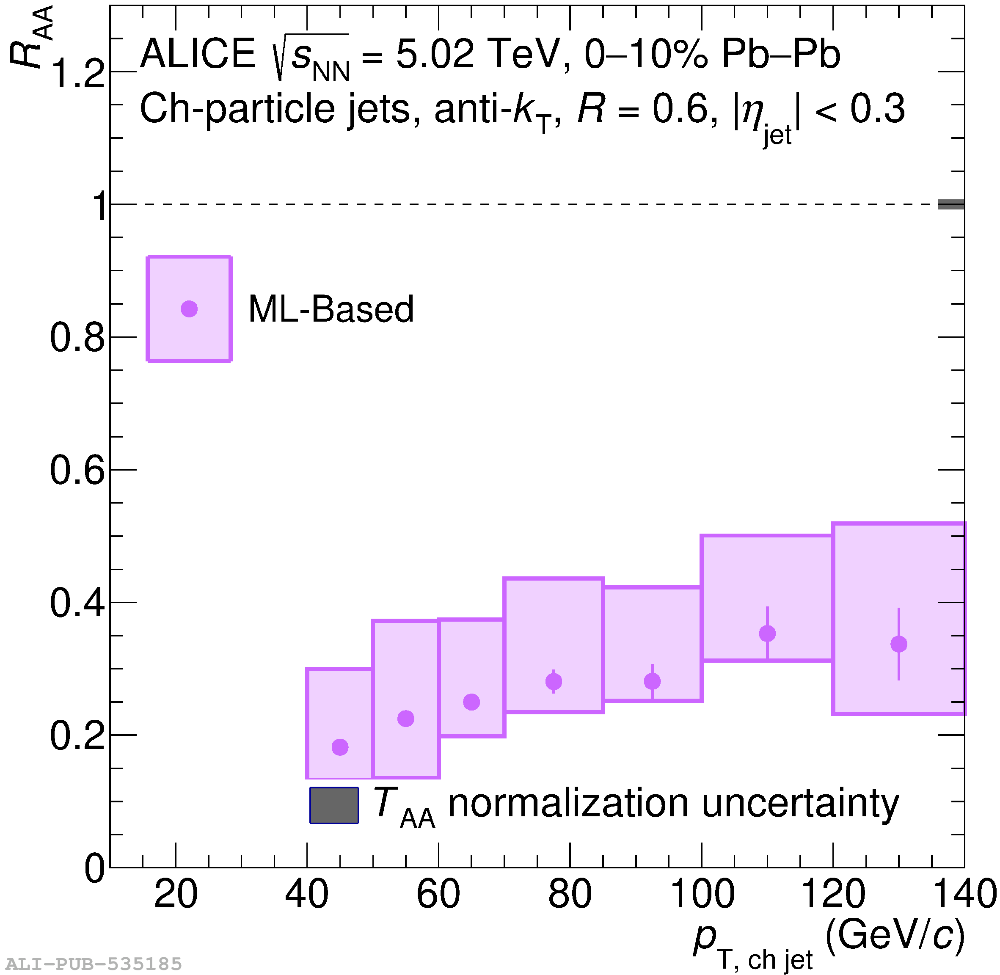 R_AA
ALICE √s_NN = 5.02 TeV, 0–10% Pb–Pb
Ch-particle jets, anti-k_T, R = 0.6, |η_jet| < 0.3
1.2
1
ML-Based
0.8
0.6
0.4
0.2
T_AA normalization uncertainty
0
20 40 60 80 100 120 140
p_T, ch jet (GeV/c)
ALI-PUB-535185